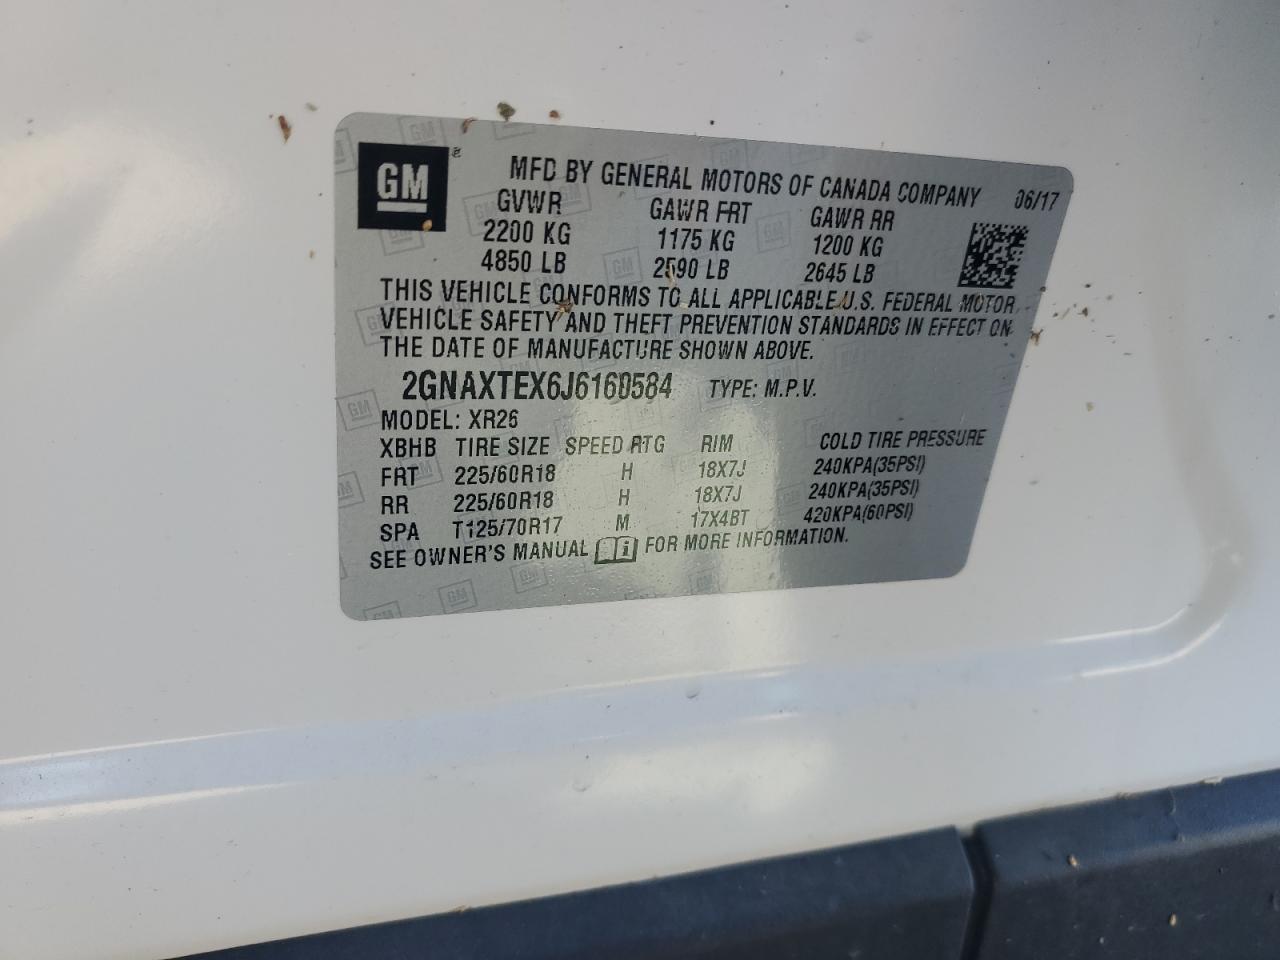 GM
MFD BY GENERAL MOTORS OF CANADA COMPANY 06/17
GVWR GAWR FRT GAWR RR
2200 KG 1175 KG 1200 KG
4850 LB 2590 LB 2645 LB
THIS VEHICLE CONFORMS TO ALL APPLICABLE U.S. FEDERAL MOTOR
VEHICLE SAFETY AND THEFT PREVENTION STANDARDS IN EFFECT ON
THE DATE OF MANUFACTURE SHOWN ABOVE.
2GNAXTEX6J6160584 TYPE: M.P.V.
MODEL: XR26
XBHB TIRE SIZE SPEED RTG RIM COLD TIRE PRESSURE
FRT 225/60R18 H 18X7J 240KPA(35PSI)
RR 225/60R18 H 18X7J 240KPA(35PSI)
SPA T125/70R17 M 17X4BT 420KPA(60PSI)
SEE OWNER'S MANUAL FOR MORE INFORMATION.